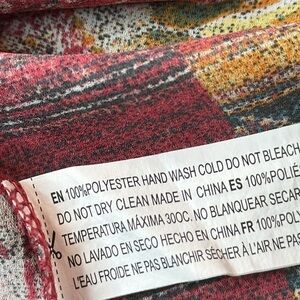 EN 100%POLYESTER HAND WASH COLD DO NOT BLEACH
DO NOT DRY CLEAN MADE IN CHINA ES 100%POLIÉ
TEMPERATURA MÁXIMA 30OC. NO BLANQUEAR SECAR
NO LAVADO EN SECO HECHO EN CHINA FR 100%POLY
L'EAU FROIDE NE PAS BLANCHIR SÉCHER À L'AIR NE PAS